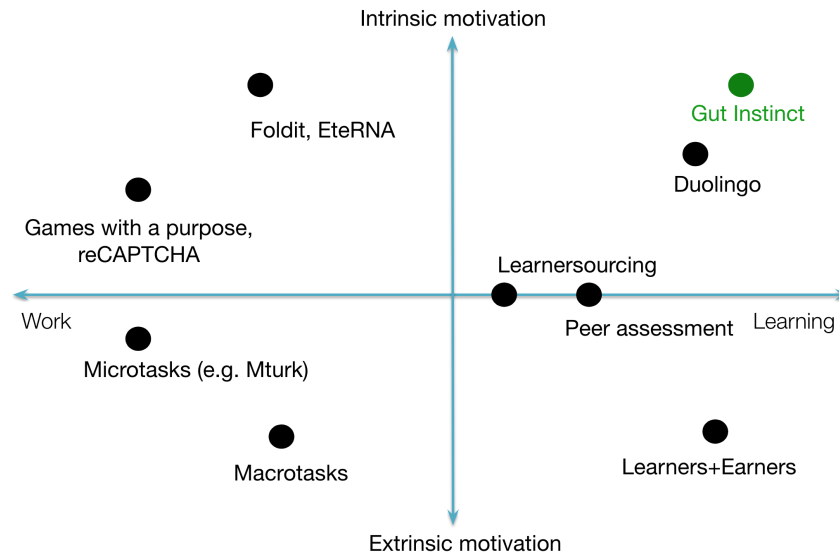 Intrinsic motivation
Gut Instinct
Foldit, EteRNA
Duolingo
Games with a purpose,
reCAPTCHA
Learnersourcing
Work
Peer assessment
Learning
Microtasks (e.g. Mturk)
Macrotasks
Learners+Earners
Extrinsic motivation